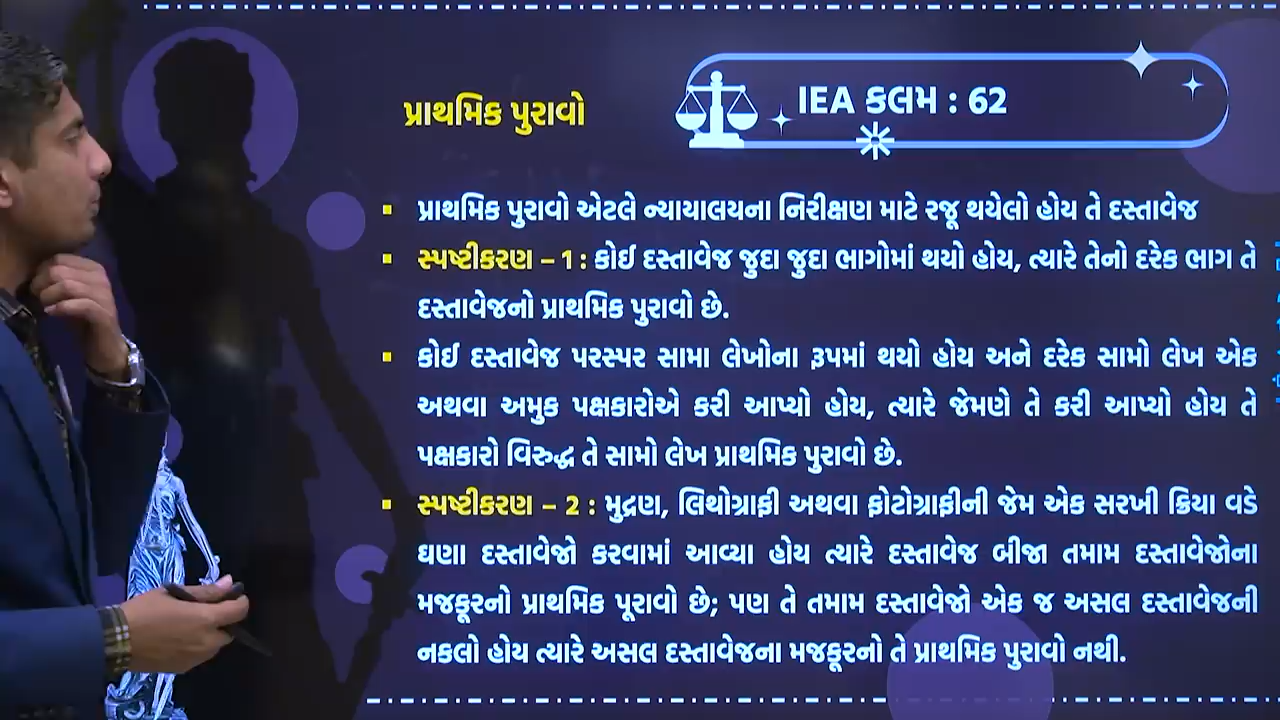 પ્રાથમિક પુરાવો
IEA કલમ : 62
પ્રાથમિક પુરાવો એટલે ન્યાયાલયના નિરીક્ષણ માટે રજૂ થયેલો હોય તે દસ્તાવેજ
સ્પષ્ટીકરણ – 1 : કોઈ દસ્તાવેજ જુદા જુદા ભાગોમાં થયો હોય, ત્યારે તેનો દરેક ભાગ તે
દસ્તાવેજનો પ્રાથમિક પુરાવો છે.
કોઈ દસ્તાવેજ પરસ્પર સામા લેખોના રૂપમાં થયો હોય અને દરેક સામો લેખ એક
અથવા અમુક પક્ષકારોએ કરી આપ્યો હોય, ત્યારે જેમણે તે કરી આપ્યો હોય તે
પક્ષકારો વિરુદ્ધ તે સામો લેખ પ્રાથમિક પુરાવો છે.
સ્પષ્ટીકરણ – 2 : મુદ્રણ, લિથોગ્રાફી અથવા ફોટોગ્રાફીની જેમ એક સરખી ક્રિયા વડે
ઘણા દસ્તાવેજો કરવામાં આવ્યા હોય ત્યારે દસ્તાવેજ બીજા તમામ દસ્તાવેજોના
મજકૂરનો પ્રાથમિક પૂરાવો છે; પણ તે તમામ દસ્તાવેજો એક જ અસલ દસ્તાવેજની
નકલો હોય ત્યારે અસલ દસ્તાવેજના મજકૂરનો તે પ્રાથમિક પુરાવો નથી.